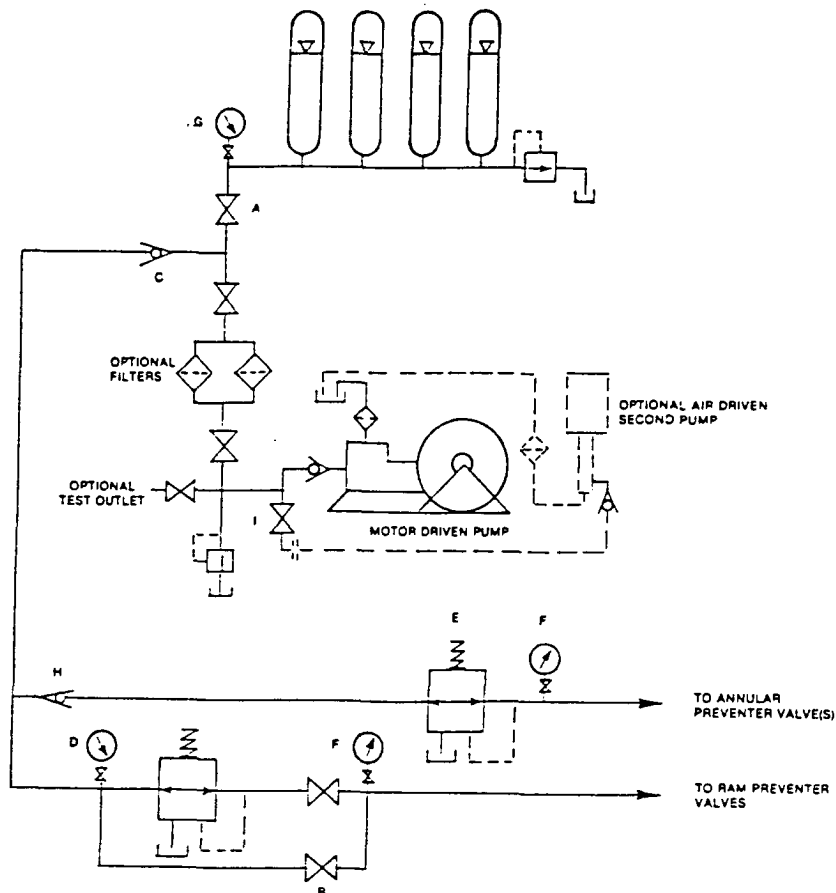 G
A
C
OPTIONAL
FILTERS
OPTIONAL AIR DRIVEN
SECOND PUMP
OPTIONAL
TEST OUTLET
I
MOTOR DRIVEN PUMP
E
F
H
TO ANNULAR
PREVENTER VALVE(S)
D
F
TO RAM PREVENTER
VALVES
B